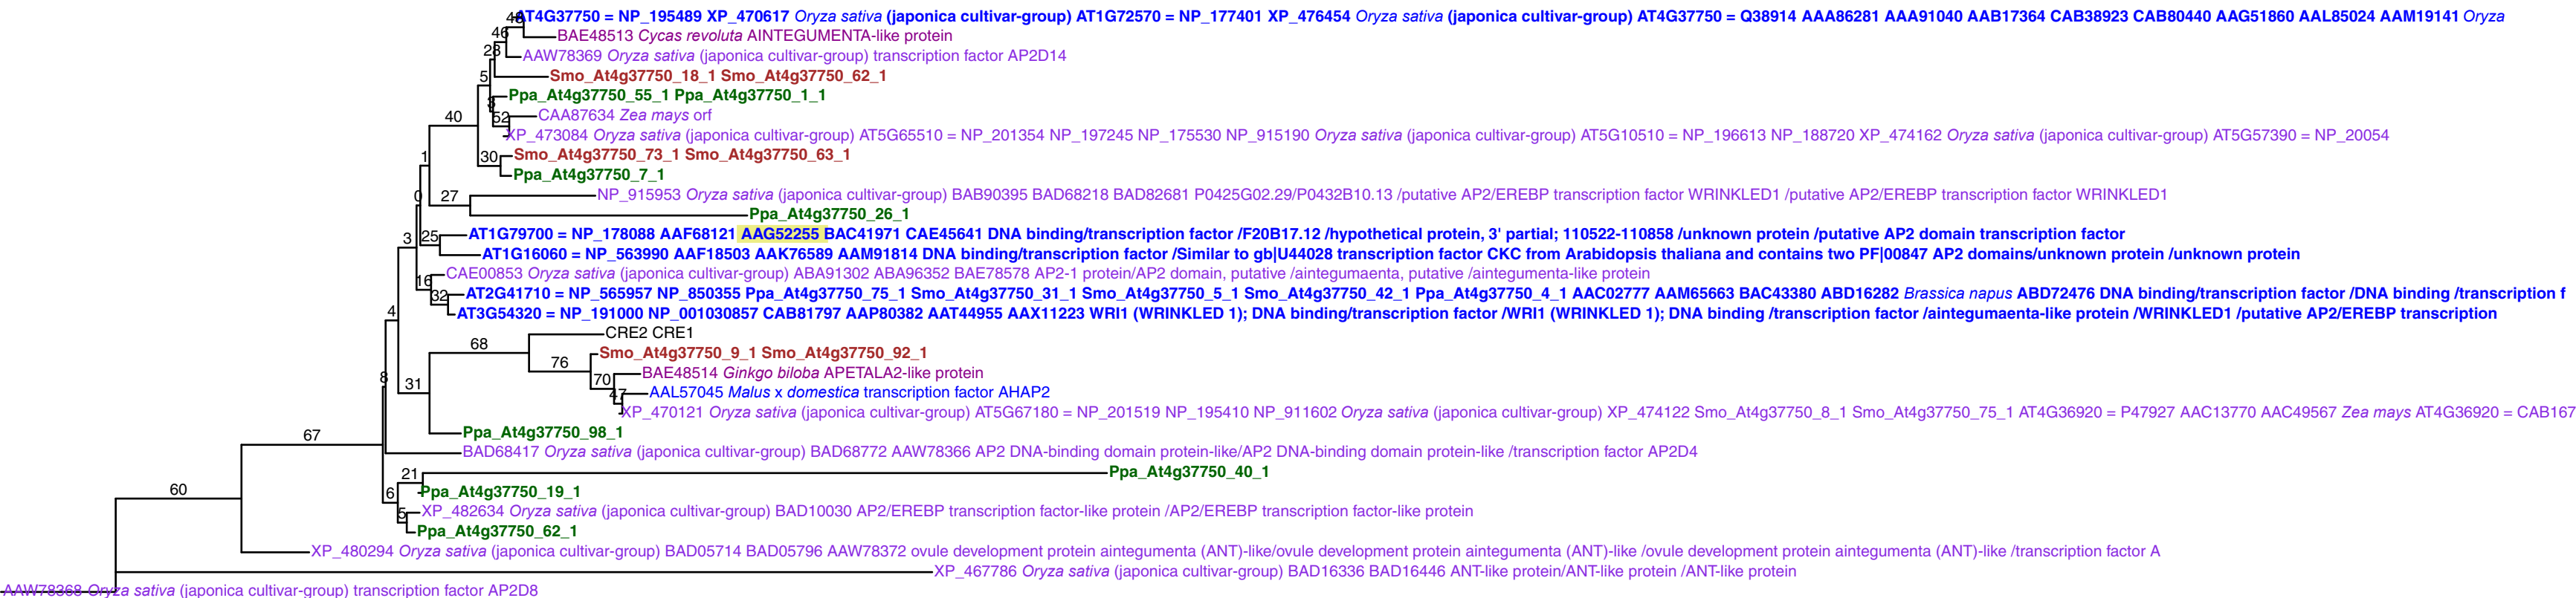 48
AT4G37750 = NP_195489 XP_470617 Oryza sativa (japonica cultivar-group) AT1G72570 = NP_177401 XP_476454 Oryza sativa (japonica cultivar-group) AT4G37750 = Q38914 AAA86281 AAA91040 AAB17364 CAB38923 CAB80440 AAG51860 AAL85024 AAM19141 Oryza
46 BAE48513 Cycas revoluta AINTEGUMENTA-like protein
28 AAW78369 Oryza sativa (japonica cultivar-group) transcription factor AP2D14
5 Smo_At4g37750_18_1 Smo_At4g37750_62_1
Ppa_At4g37750_55_1 Ppa_At4g37750_1_1
40 52 CAA87634 Zea mays orf
XP_473084 Oryza sativa (japonica cultivar-group) AT5G65510 = NP_201354 NP_197245 NP_175530 NP_915190 Oryza sativa (japonica cultivar-group) AT5G10510 = NP_196613 NP_188720 XP_474162 Oryza sativa (japonica cultivar-group) AT5G57390 = NP_20054
1 30 Smo_At4g37750_73_1 Smo_At4g37750_63_1
Ppa_At4g37750_7_1
0 27 NP_915953 Oryza sativa (japonica cultivar-group) BAB90395 BAD68218 BAD82681 P0425G02.29/P0432B10.13 /putative AP2/EREBP transcription factor WRINKLED1 /putative AP2/EREBP transcription factor WRINKLED1
Ppa_At4g37750_26_1
3 25 AT1G79700 = NP_178088 AAF68121 AAG52255 BAC41971 CAE45641 DNA binding/transcription factor /F20B17.12 /hypothetical protein, 3' partial; 110522-110858 /unknown protein /putative AP2 domain transcription factor
AT1G16060 = NP_563990 AAF18503 AAK76589 AAM91814 DNA binding/transcription factor /Similar to gb|U44028 transcription factor CKC from Arabidopsis thaliana and contains two PF|00847 AP2 domains/unknown protein /unknown protein
16 CAE00853 Oryza sativa (japonica cultivar-group) ABA91302 ABA96352 BAE78578 AP2-1 protein/AP2 domain, putative /aintegumaenta, putative /aintegumenta-like protein
32 AT2G41710 = NP_565957 NP_850355 Ppa_At4g37750_75_1 Smo_At4g37750_31_1 Smo_At4g37750_5_1 Smo_At4g37750_42_1 Ppa_At4g37750_4_1 AAC02777 AAM65663 BAC43380 ABD16282 Brassica napus ABD72476 DNA binding/transcription factor /DNA binding /transcription f
4 AT3G54320 = NP_191000 NP_001030857 CAB81797 AAP80382 AAT44955 AAX11223 WRI1 (WRINKLED 1); DNA binding/transcription factor /WRI1 (WRINKLED 1); DNA binding /transcription factor /aintegumaenta-like protein /WRINKLED1 /putative AP2/EREBP transcription
68 CRE2 CRE1
76 Smo_At4g37750_9_1 Smo_At4g37750_92_1
8 31 70 BAE48514 Ginkgo biloba APETALA2-like protein
47 AAL57045 Malus x domestica transcription factor AHAP2
XP_470121 Oryza sativa (japonica cultivar-group) AT5G67180 = NP_201519 NP_195410 NP_911602 Oryza sativa (japonica cultivar-group) XP_474122 Smo_At4g37750_8_1 Smo_At4g37750_75_1 AT4G36920 = P47927 AAC13770 AAC49567 Zea mays AT4G36920 = CAB167
67 Ppa_At4g37750_98_1
BAD68417 Oryza sativa (japonica cultivar-group) BAD68772 AAW78366 AP2 DNA-binding domain protein-like/AP2 DNA-binding domain protein-like /transcription factor AP2D4
21 Ppa_At4g37750_40_1
60 6 Ppa_At4g37750_19_1
5 XP_482634 Oryza sativa (japonica cultivar-group) BAD10030 AP2/EREBP transcription factor-like protein /AP2/EREBP transcription factor-like protein
Ppa_At4g37750_62_1
XP_480294 Oryza sativa (japonica cultivar-group) BAD05714 BAD05796 AAW78372 ovule development protein aintegumenta (ANT)-like/ovule development protein aintegumenta (ANT)-like /ovule development protein aintegumenta (ANT)-like /transcription factor A
XP_467786 Oryza sativa (japonica cultivar-group) BAD16336 BAD16446 ANT-like protein/ANT-like protein /ANT-like protein
AAW78368 Oryza sativa (japonica cultivar-group) transcription factor AP2D8